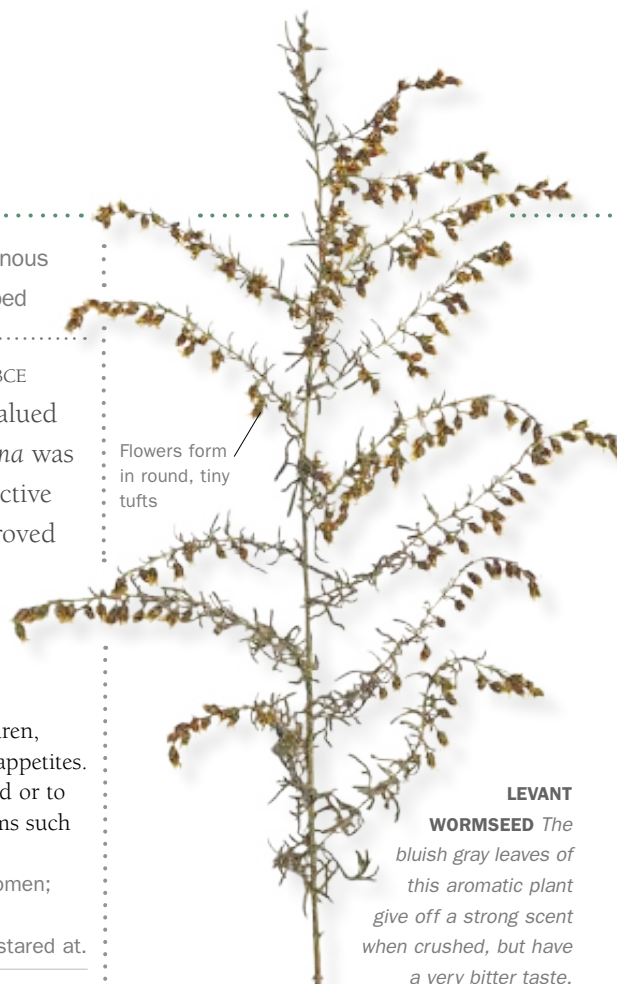 nous
ped
BCE
alued
na was
ctive
roved
Flowers form
in round, tiny
tufts
ren,
appetites.
d or to
ms such
omen;
stared at.
LEVANT
WORMSEED The
bluish gray leaves of
this aromatic plant
give off a strong scent
when crushed, but have
a very bitter taste.